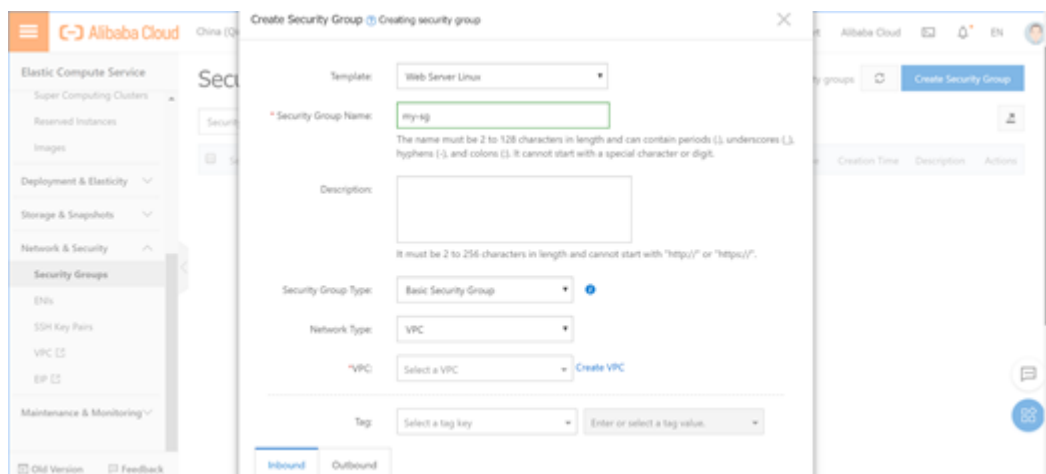 Create Security Group Creating security group
Alibaba Cloud
China (Q
t Alibaba Cloud EN
Elastic Compute Service
Super Computing Clusters
Reserved Instances
Images
Deployment & Elasticity
Storage & Snapshots
Network & Security
Security Groups
ENIs
SSH Key Pairs
VPC
EIP
Maintenance & Monitoring
Old Version Feedback
Secu
Securit
ty groups Create Security Group
Creation Time Description Actions
Template: Web Server Linux
* Security Group Name: my-sg
The name must be 2 to 128 characters in length and can contain periods (.), underscores (_),
hyphens (-), and colons (:). It cannot start with a special character or digit.
Description:
It must be 2 to 256 characters in length and cannot start with "http://" or "https://".
Security Group Type: Basic Security Group
Network Type: VPC
*VPC: Select a VPC Create VPC
Tag: Select a tag key Enter or select a tag value.
Inbound Outbound